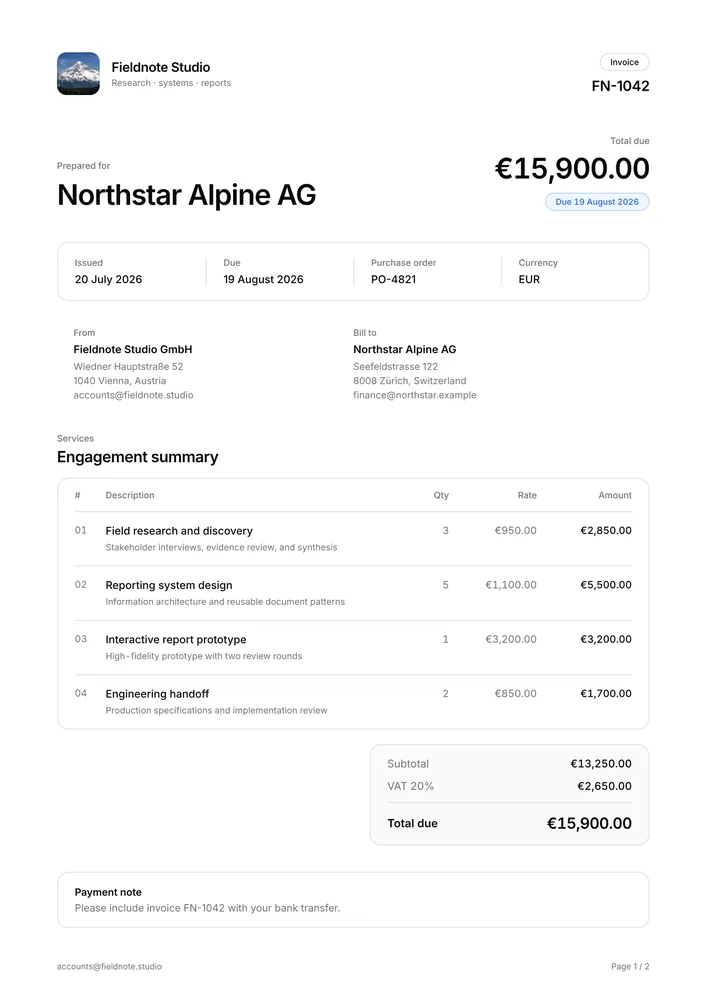 Fieldnote Studio
Research · systems · reports
Invoice
FN-1042
Prepared for
Northstar Alpine AG
Total due
€15,900.00
Due 19 August 2026
Issued
20 July 2026
Due
19 August 2026
Purchase order
PO-4821
Currency
EUR
From
Fieldnote Studio GmbH
Wiedner Hauptstraße 52
1040 Vienna, Austria
accounts@fieldnote.studio
Bill to
Northstar Alpine AG
Seefeldstrasse 122
8008 Zürich, Switzerland
finance@northstar.example
Services
Engagement summary
# Description Qty Rate Amount
01 Field research and discovery 3 €950.00 €2,850.00
Stakeholder interviews, evidence review, and synthesis
02 Reporting system design 5 €1,100.00 €5,500.00
Information architecture and reusable document patterns
03 Interactive report prototype 1 €3,200.00 €3,200.00
High-fidelity prototype with two review rounds
04 Engineering handoff 2 €850.00 €1,700.00
Production specifications and implementation review
Subtotal €13,250.00
VAT 20% €2,650.00
Total due €15,900.00
Payment note
Please include invoice FN-1042 with your bank transfer.
accounts@fieldnote.studio Page 1 / 2